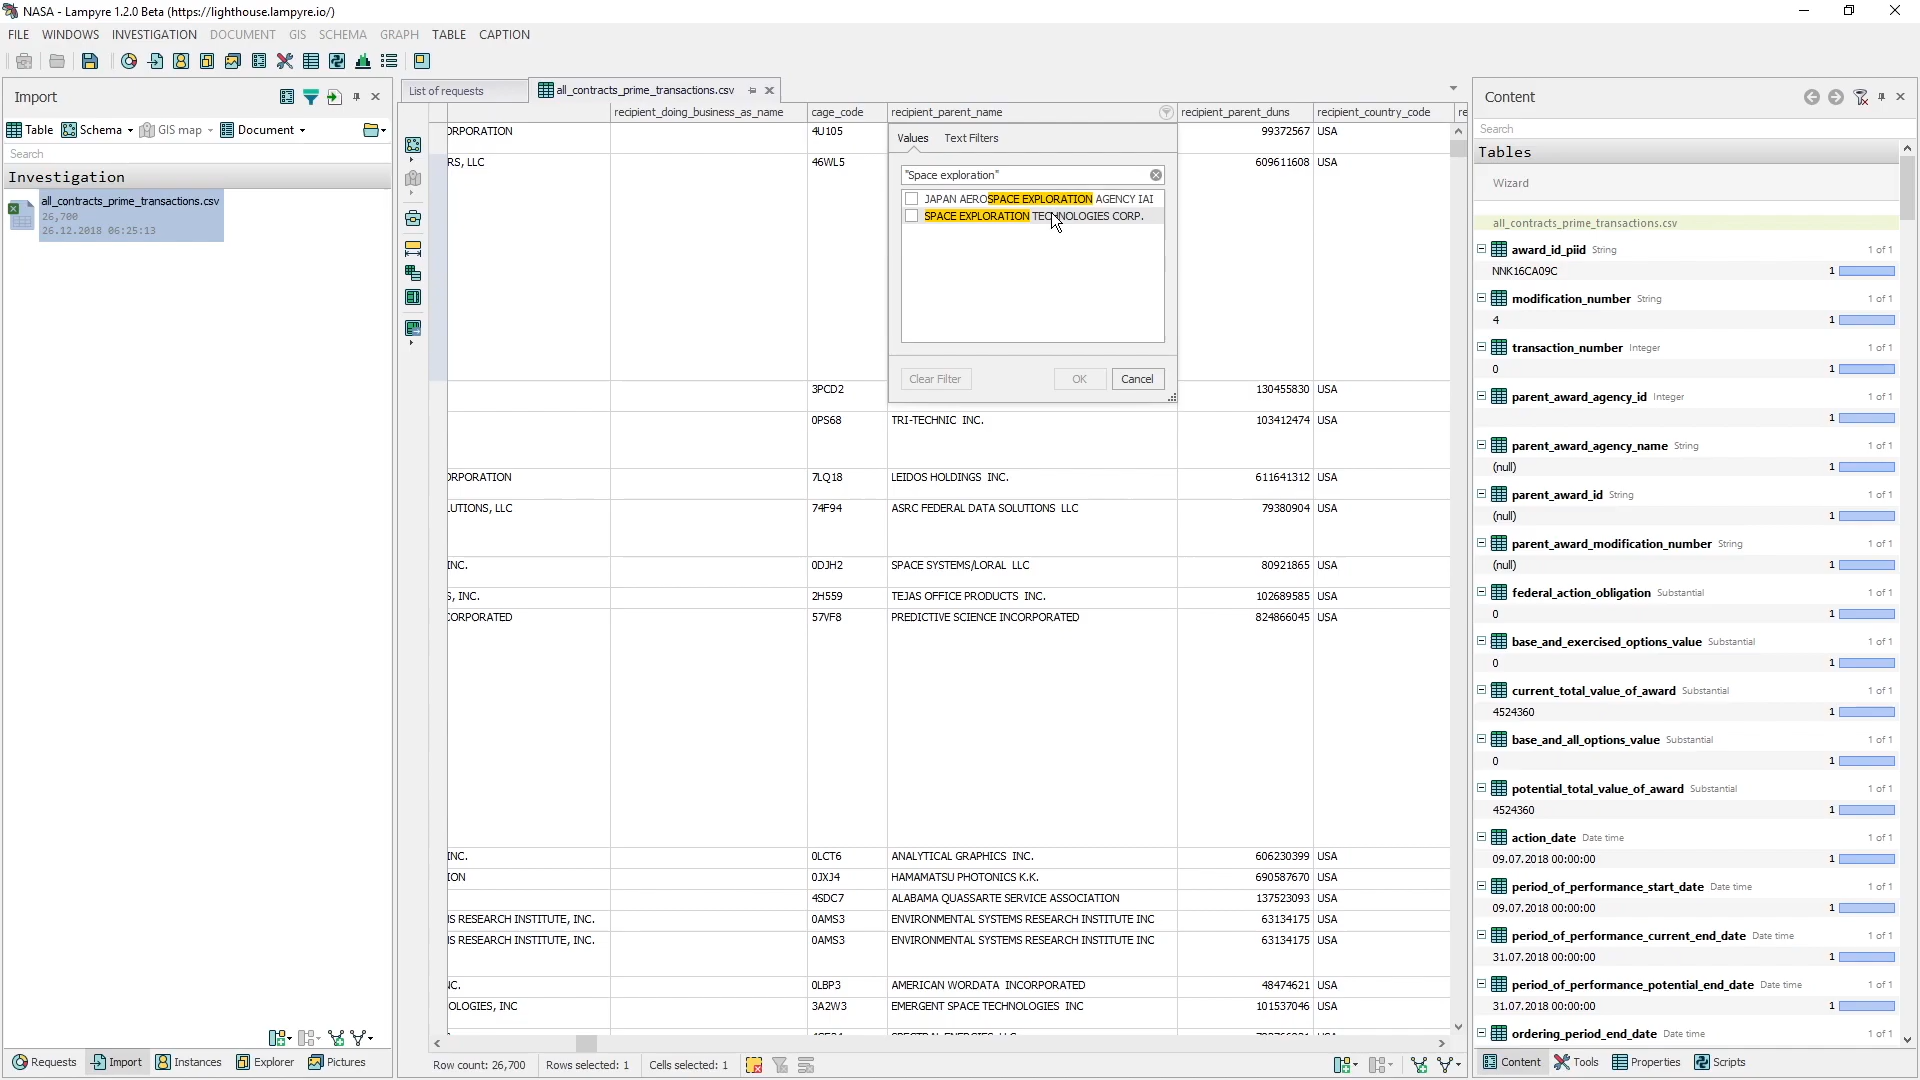 NASA - Lampyre 1.2.0 Beta (https://lighthouse.lampyre.io/)
FILE WINDOWS INVESTIGATION DOCUMENT GIS SCHEMA GRAPH TABLE CAPTION
Import
Table Schema GIS map Document
Search
Investigation
all_contracts_prime_transactions.csv
26,700
26.12.2018 06:25:13
Requests Import Instances Explorer Pictures
List of requests all_contracts_prime_transactions.csv
recipient_doing_business_as_name cage_code recipient_parent_name recipient_parent_duns recipient_country_code re
ORPORATION 4U105 99372567 USA
RS, LLC 46WL5 609611608 USA
Values Text Filters
"Space exploration"
JAPAN AEROSPACE EXPLORATION AGENCY IAI
SPACE EXPLORATION TECHNOLOGIES CORP.
Clear Filter OK Cancel
3PCD2 130455830 USA
0PS68 TRI-TECHNIC INC. 103412474 USA
ORPORATION 7LQ18 LEIDOS HOLDINGS INC. 611641312 USA
LUTIONS, LLC 74F94 ASRC FEDERAL DATA SOLUTIONS LLC 79380904 USA
INC. 0DJH2 SPACE SYSTEMS/LORAL LLC 80921865 USA
S, INC. 2H559 TEJAS OFFICE PRODUCTS INC. 102689585 USA
CORPORATED 57VF8 PREDICTIVE SCIENCE INCORPORATED 824866045 USA
INC. 0LCT6 ANALYTICAL GRAPHICS INC. 606230399 USA
ION 0JXJ4 HAMAMATSU PHOTONICS K.K. 690587670 USA
4SDC7 ALABAMA QUASSARTE SERVICE ASSOCIATION 137523093 USA
IS RESEARCH INSTITUTE, INC. 0AMS3 ENVIRONMENTAL SYSTEMS RESEARCH INSTITUTE INC 63134175 USA
IS RESEARCH INSTITUTE, INC. 0AMS3 ENVIRONMENTAL SYSTEMS RESEARCH INSTITUTE INC 63134175 USA
C. 0LBP3 AMERICAN WORDATA INCORPORATED 48474621 USA
OLOGIES, INC 3A2W3 EMERGENT SPACE TECHNOLOGIES INC 101537046 USA
Row count: 26,700 Rows selected: 1 Cells selected: 1
Content
Search
Tables
Wizard
all_contracts_prime_transactions.csv
award_id_piid String 1 of 1
NNK16CA09C 1
modification_number String 1 of 1
4 1
transaction_number Integer 1 of 1
0 1
parent_award_agency_id Integer 1 of 1
1
parent_award_agency_name String 1 of 1
(null) 1
parent_award_id String 1 of 1
(null) 1
parent_award_modification_number String 1 of 1
(null) 1
federal_action_obligation Substantial 1 of 1
0 1
base_and_exercised_options_value Substantial 1 of 1
0 1
current_total_value_of_award Substantial 1 of 1
4524360 1
base_and_all_options_value Substantial 1 of 1
0 1
potential_total_value_of_award Substantial 1 of 1
4524360 1
action_date Date time 1 of 1
09.07.2018 00:00:00 1
period_of_performance_start_date Date time 1 of 1
09.07.2018 00:00:00 1
period_of_performance_current_end_date Date time 1 of 1
31.07.2018 00:00:00 1
period_of_performance_potential_end_date Date time 1 of 1
31.07.2018 00:00:00 1
ordering_period_end_date Date time 1 of 1
Content Tools Properties Scripts